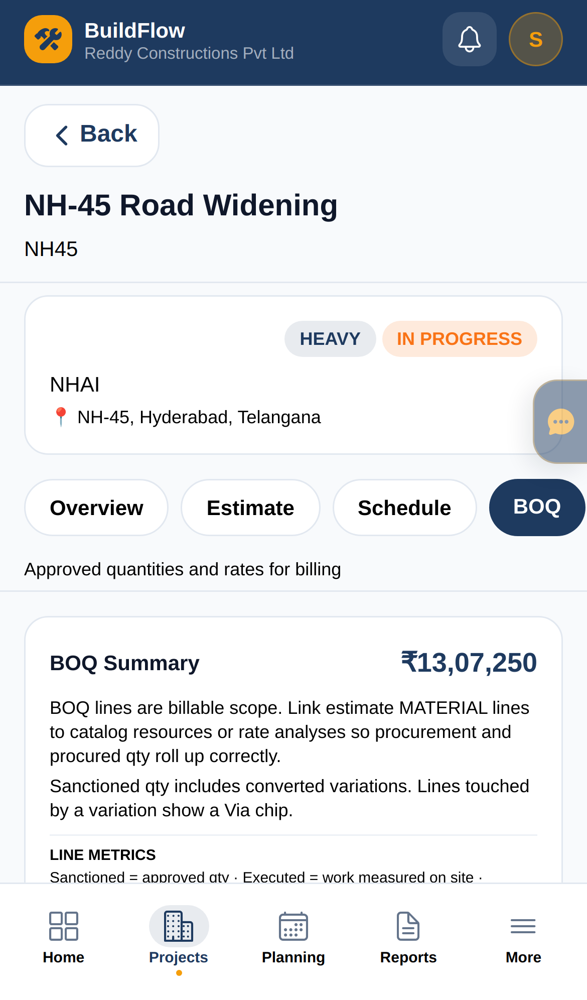 BuildFlow
Reddy Constructions Pvt Ltd
S
Back
NH-45 Road Widening
NH45
HEAVY
IN PROGRESS
NHAI
NH-45, Hyderabad, Telangana
Overview
Estimate
Schedule
BOQ
Approved quantities and rates for billing
BOQ Summary
₹13,07,250
BOQ lines are billable scope. Link estimate MATERIAL lines
to catalog resources or rate analyses so procurement and
procured qty roll up correctly.
Sanctioned qty includes converted variations. Lines touched
by a variation show a Via chip.
LINE METRICS
Sanctioned = approved qty · Executed = work measured on site ·
Home
Projects
Planning
Reports
More